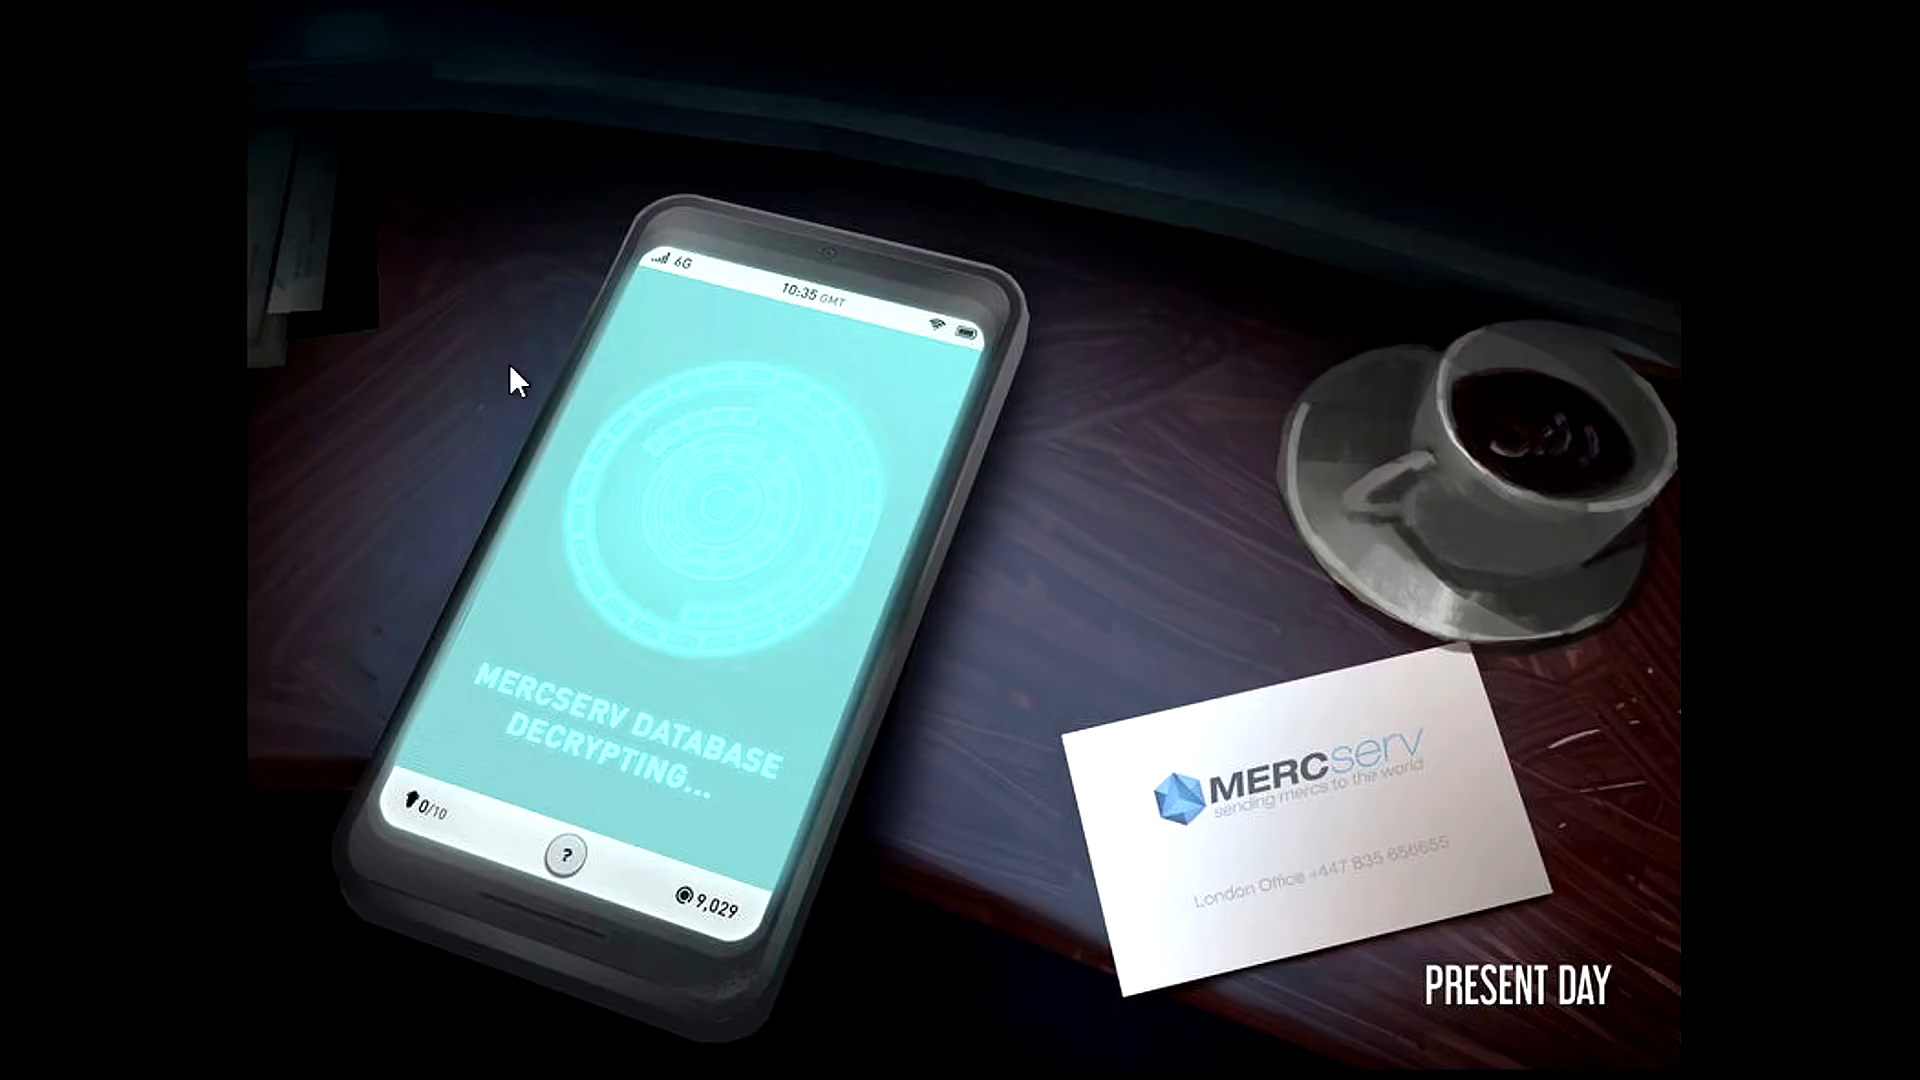 6G
10:35 GMT
MERCSERV DATABASE
DECRYPTING...
0/10
?
9,029
MERCserv
sending mercs to the world
London Office +447 835 656655
PRESENT DAY